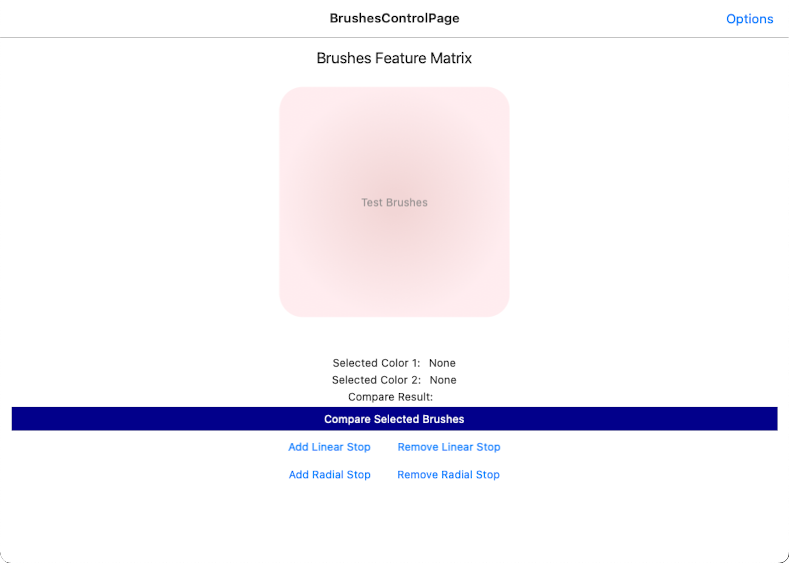 BrushesControlPage
Options
Brushes Feature Matrix
Test Brushes
Selected Color 1: None
Selected Color 2: None
Compare Result:
Compare Selected Brushes
Add Linear Stop Remove Linear Stop
Add Radial Stop Remove Radial Stop